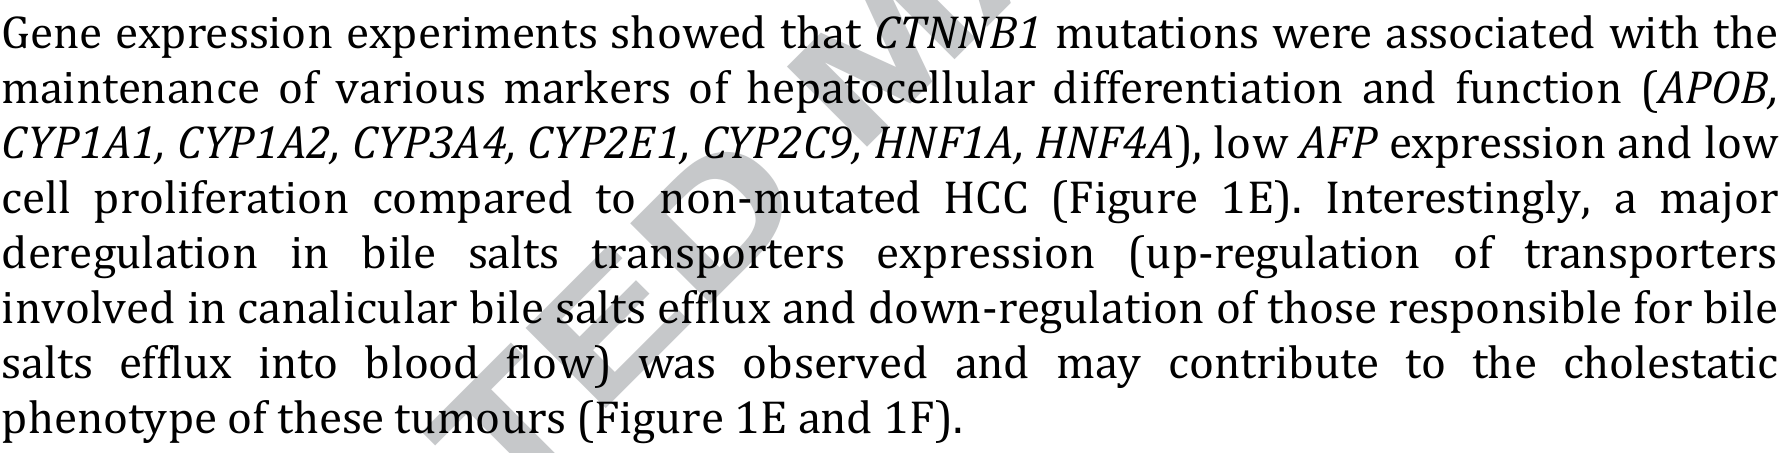 Gene expression experiments showed that CTNNB1 mutations were associated with the
maintenance of various markers of hepatocellular differentiation and function (APOB,
CYP1A1, CYP1A2, CYP3A4, CYP2E1, CYP2C9, HNF1A, HNF4A), low AFP expression and low
cell proliferation compared to non-mutated HCC (Figure 1E). Interestingly, a major
deregulation in bile salts transporters expression (up-regulation of transporters
involved in canalicular bile salts efflux and down-regulation of those responsible for bile
salts efflux into blood flow) was observed and may contribute to the cholestatic
phenotype of these tumours (Figure 1E and 1F).
TED M